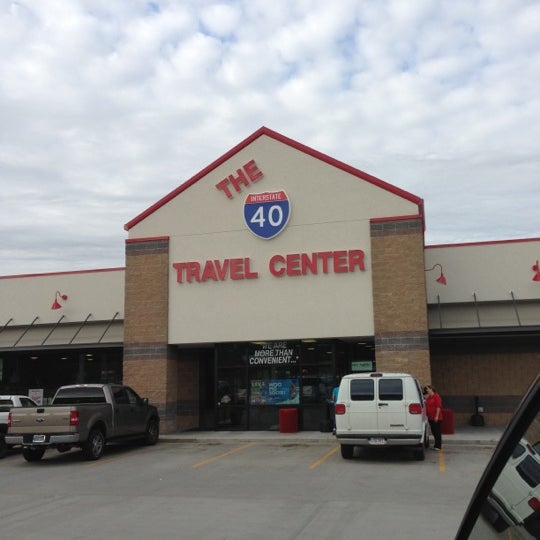 THE
INTERSTATE
40
TRAVEL CENTER
WE ARE
MORE THAN
CONVENIENT...